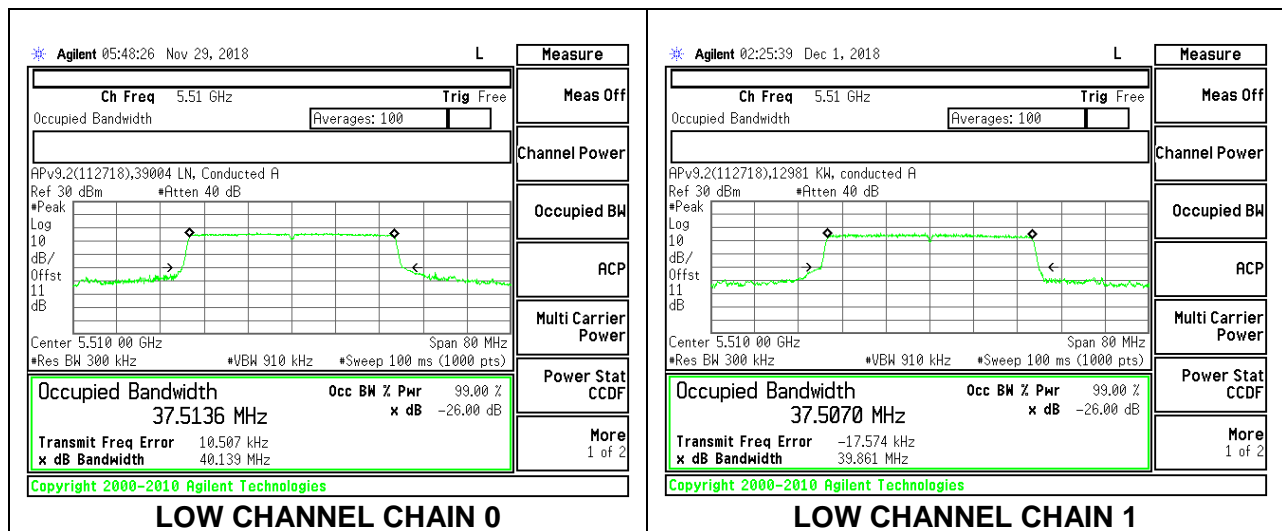 Agilent 05:48:26 Nov 29, 2018 L
Measure
Ch Freq 5.51 GHz Trig Free
Occupied Bandwidth Averages: 100
APv9.2(112718),39004 LN, Conducted A
Ref 30 dBm #Atten 40 dB
#Peak
Log
10
dB/
Offst
11
dB
Center 5.510 00 GHz Span 80 MHz
#Res BW 300 kHz #VBW 910 kHz #Sweep 100 ms (1000 pts)
Occupied Bandwidth Occ BW % Pwr 99.00 %
37.5136 MHz x dB -26.00 dB
Transmit Freq Error 10.507 kHz
x dB Bandwidth 40.139 MHz
Copyright 2000-2010 Agilent Technologies
Meas Off
Channel Power
Occupied BW
ACP
Multi Carrier
Power
Power Stat
CCDF
More
1 of 2
LOW CHANNEL CHAIN 0
Agilent 02:25:39 Dec 1, 2018 L
Measure
Ch Freq 5.51 GHz Trig Free
Occupied Bandwidth Averages: 100
APv9.2(112718),12981 KW, conducted A
Ref 30 dBm #Atten 40 dB
#Peak
Log
10
dB/
Offst
11
dB
Center 5.510 00 GHz Span 80 MHz
#Res BW 300 kHz #VBW 910 kHz #Sweep 100 ms (1000 pts)
Occupied Bandwidth Occ BW % Pwr 99.00 %
37.5070 MHz x dB -26.00 dB
Transmit Freq Error -17.574 kHz
x dB Bandwidth 39.861 MHz
Copyright 2000-2010 Agilent Technologies
Meas Off
Channel Power
Occupied BW
ACP
Multi Carrier
Power
Power Stat
CCDF
More
1 of 2
LOW CHANNEL CHAIN 1